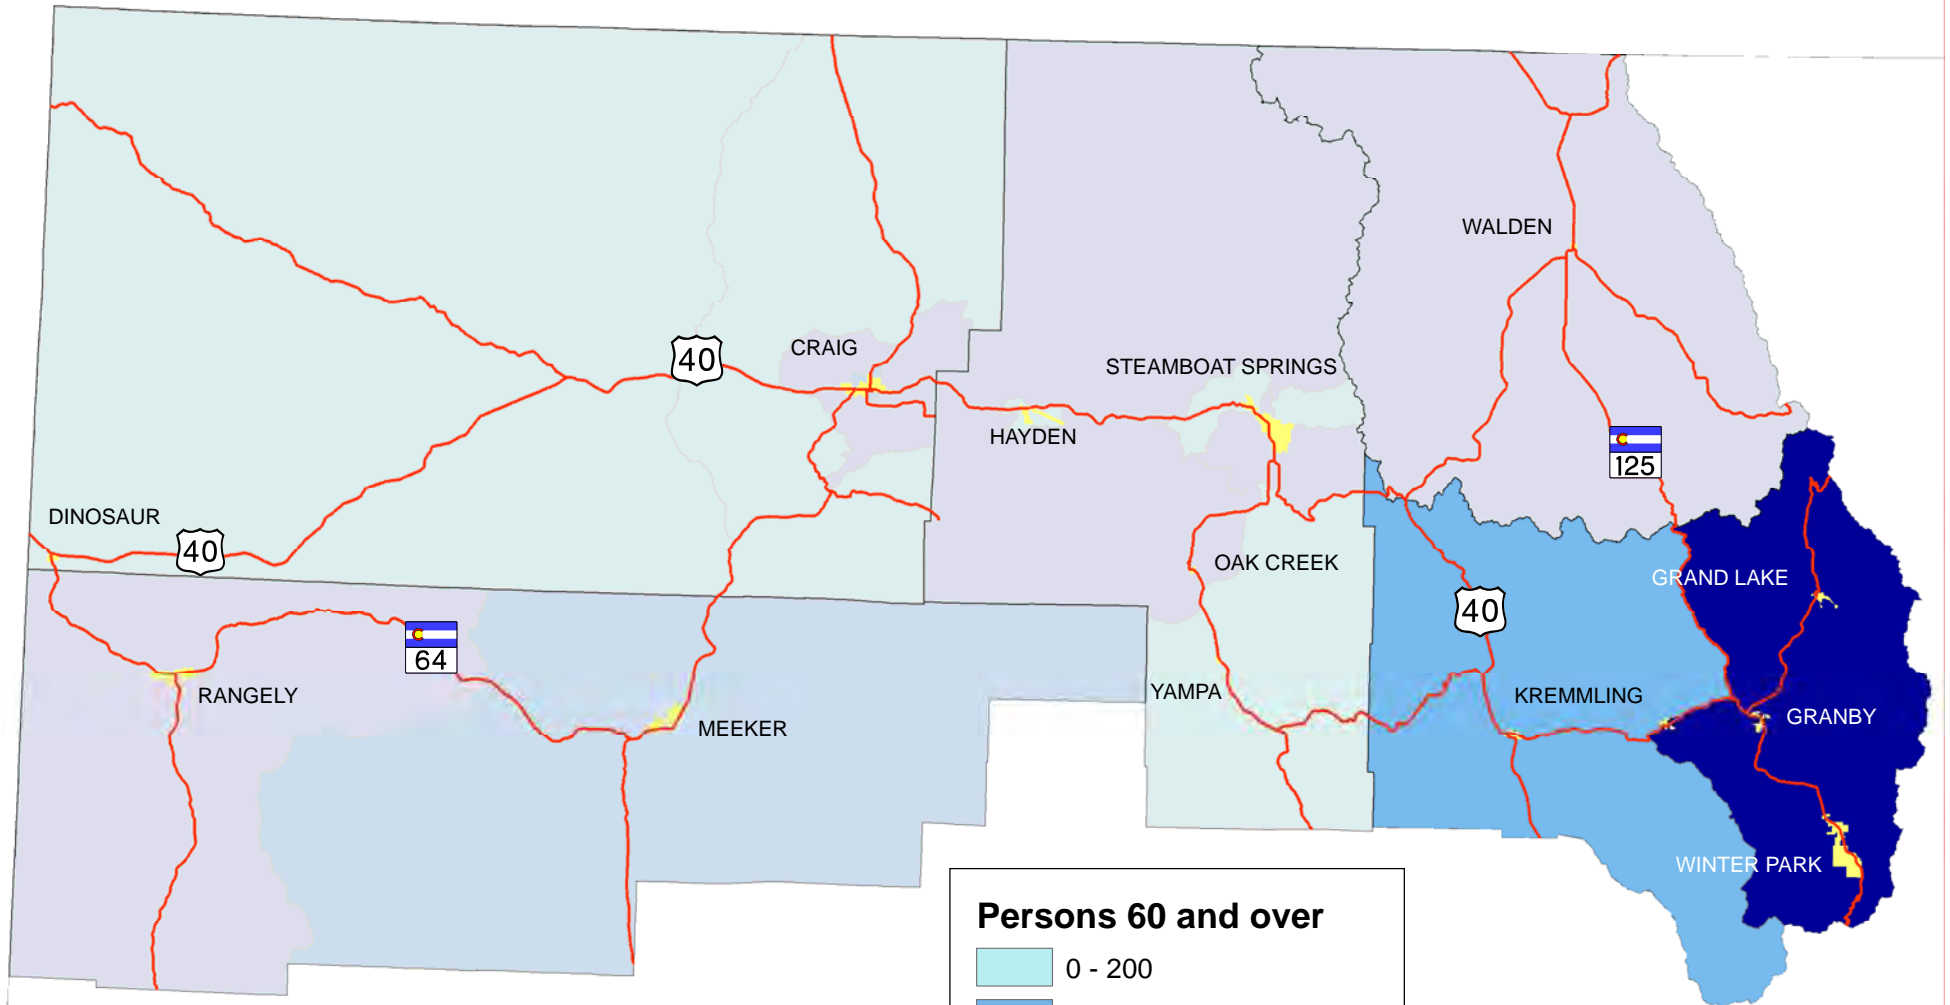 WALDEN
CRAIG
40
STEAMBOAT SPRINGS
HAYDEN
125
DINOSAUR
40
OAK CREEK
GRAND LAKE
40
64
RANGELY
YAMPA
KREMMLING
MEEKER
GRANBY
WINTER PARK
Persons 60 and over
0 - 200